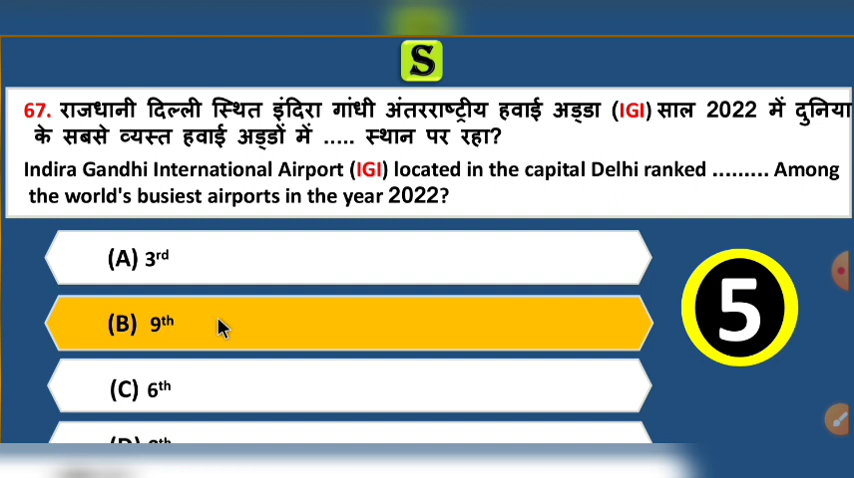 S
67. राजधानी दिल्ली स्थित इंदिरा गांधी अंतरराष्ट्रीय हवाई अड्डा (IGI) साल 2022 में दुनिया
के सबसे व्यस्त हवाई अड्डों में ..... स्थान पर रहा?
Indira Gandhi International Airport (IGI) located in the capital Delhi ranked ......... Among
the world's busiest airports in the year 2022?
(A) 3rd
(B) 9th
5
(C) 6th